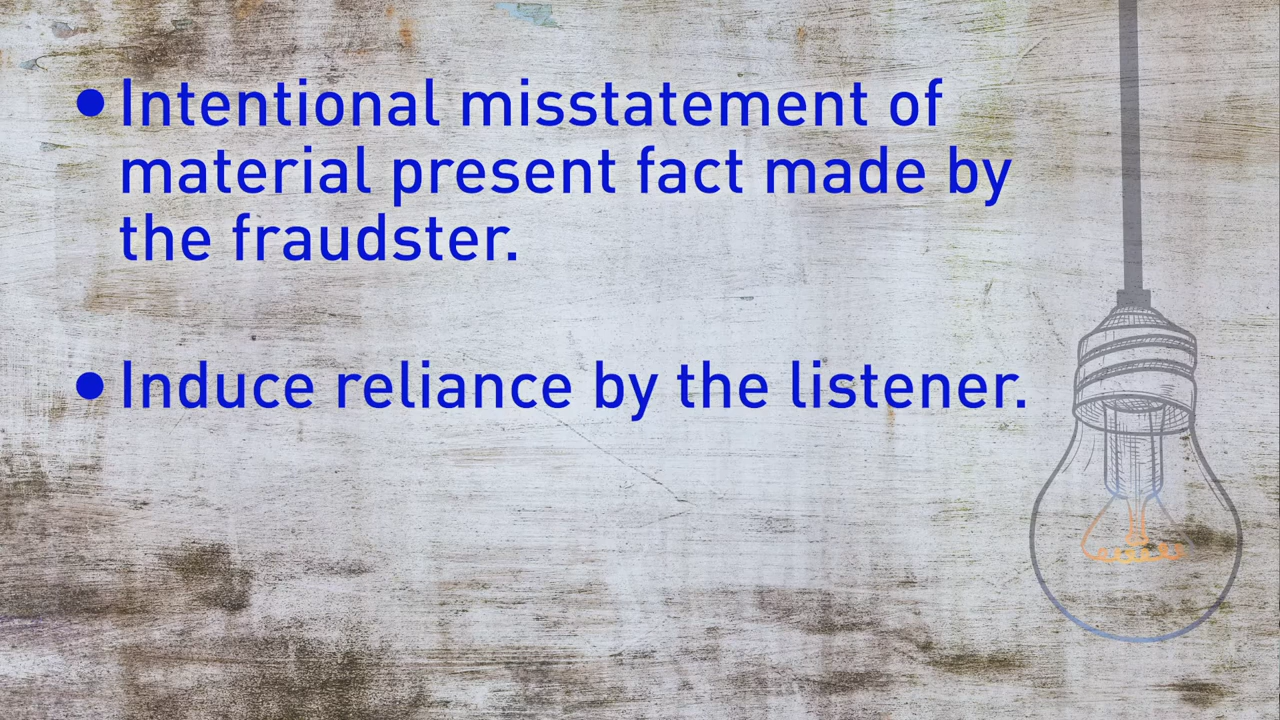 • Intentional misstatement of
material present fact made by
the fraudster.
• Induce reliance by the listener.